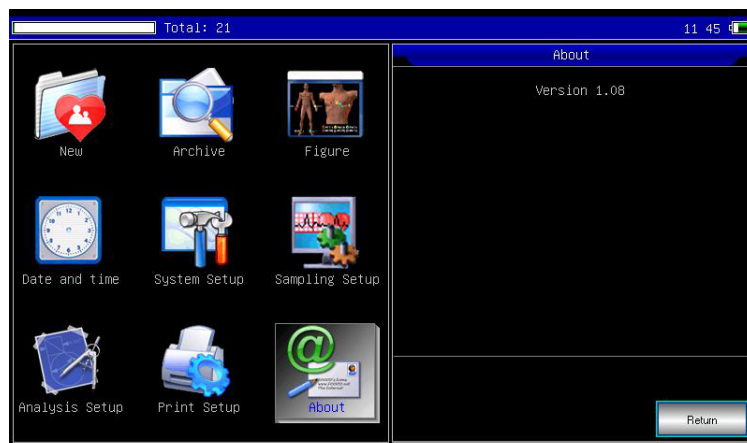 Total: 21
11 45
About
Version 1.08
New
Archive
Figure
Date and time
System Setup
Sampling Setup
Analysis Setup
Print Setup
About
Return